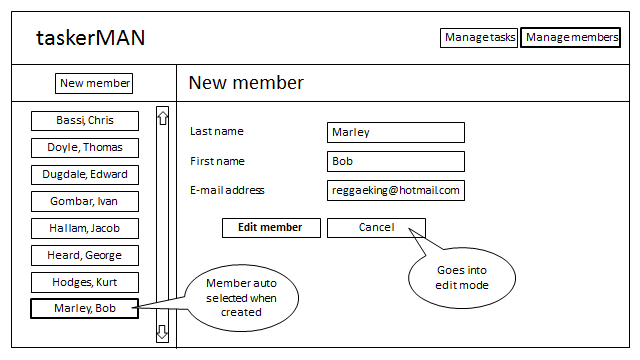 taskerMAN
Manage tasks
Manage members
New member
New member
Bassi, Chris
Doyle, Thomas
Dugdale, Edward
Gombar, Ivan
Hallam, Jacob
Heard, George
Hodges, Kurt
Marley, Bob
Last name
Marley
First name
Bob
E-mail address
reggaeking@hotmail.com
Edit member
Cancel
Goes into
edit mode
Member auto
selected when
created